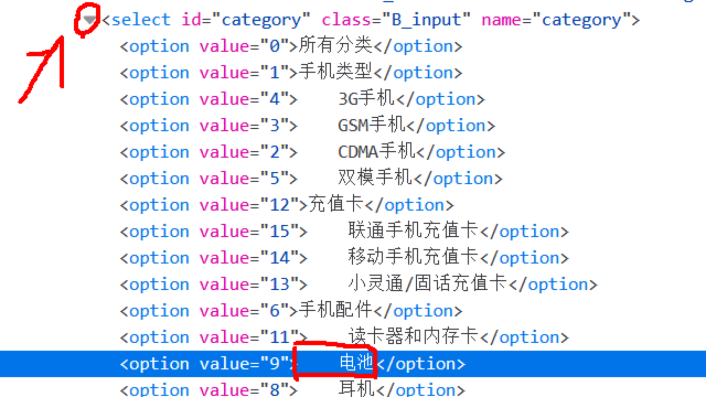 <select id="category" class="B_input" name="category">
<option value="0">所有分类</option>
<option value="1">手机类型</option>
<option value="4">    3G手机</option>
<option value="3">    GSM手机</option>
<option value="2">    CDMA手机</option>
<option value="5">    双模手机</option>
<option value="12">充值卡</option>
<option value="15">    联通手机充值卡</option>
<option value="14">    移动手机充值卡</option>
<option value="13">    小灵通/固话充值卡</option>
<option value="6">手机配件</option>
<option value="11">    读卡器和内存卡</option>
<option value="9">    电池</option>
<option value="8">    耳机</option>